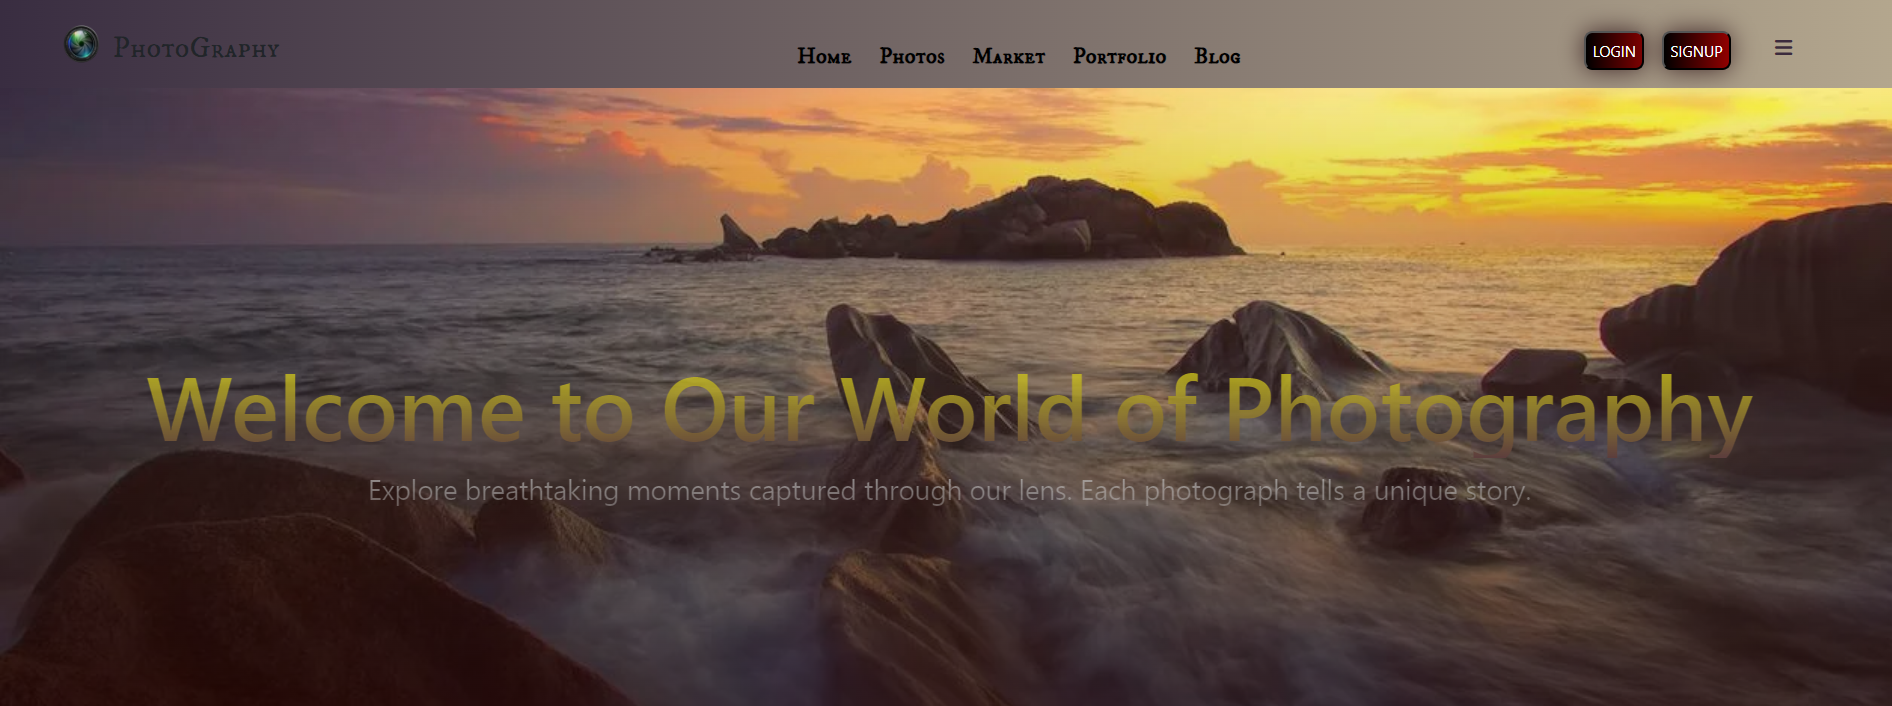 PhotoGraphy
Home Photos Market Portfolio Blog
LOGIN SIGNUP
Welcome to Our World of Photography
Explore breathtaking moments captured through our lens. Each photograph tells a unique story.